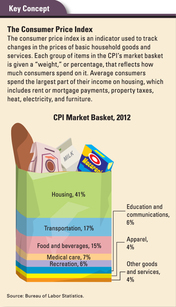 Key Concept
The Consumer Price Index
The consumer price index is an indicator used to track
changes in the prices of basic household goods and
services. Each group of items in the CPI's market basket
is given a "weight," or percentage, that reflects how
much consumers spend on it. Average consumers
spend the largest part of their income on housing, which
includes rent or mortgage payments, property taxes,
heat, electricity, and furniture.
CPI Market Basket, 2012
Housing, 41%
Transportation, 17%
Food and beverages, 15%
Medical care, 7%
Recreation, 6%
Education and
communications,
6%
Apparel,
4%
Other goods
and services,
4%
Source: Bureau of Labor Statistics.